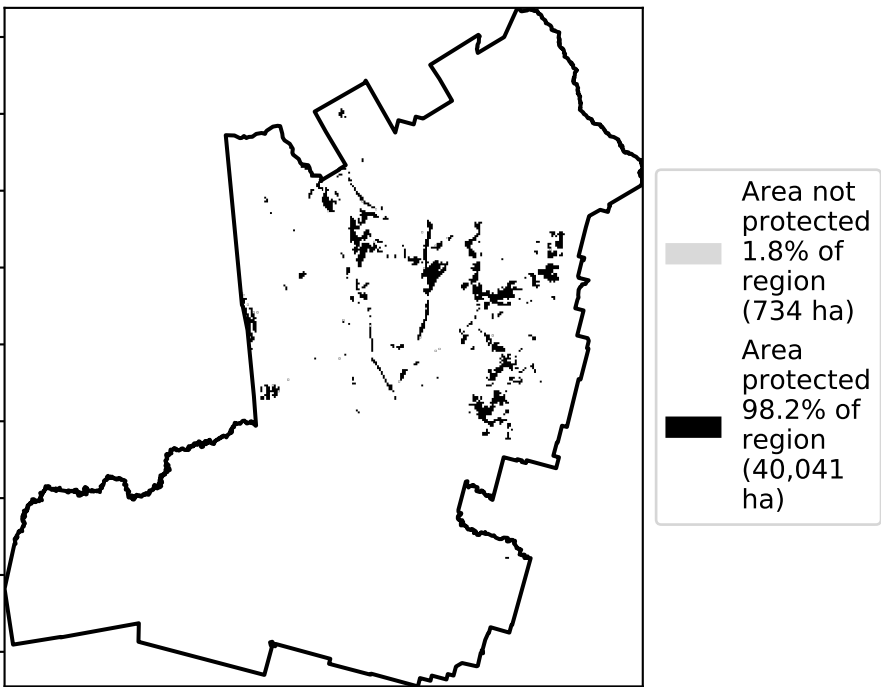 Area not
protected
1.8% of
region
(734 ha)
Area
protected
98.2% of
region
(40,041
ha)